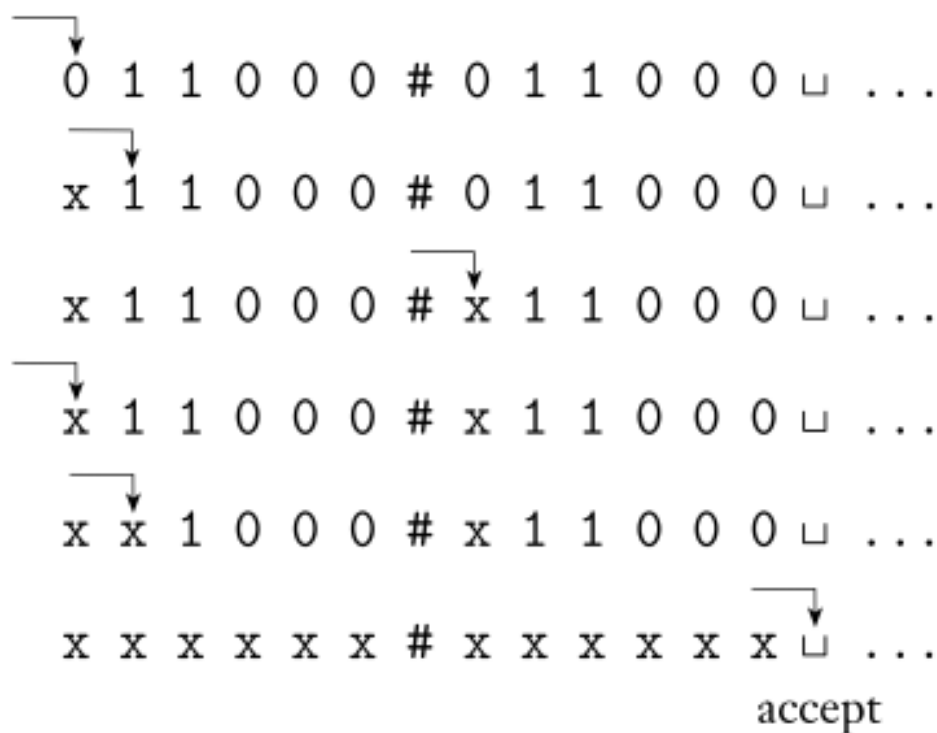 0 1 1 0 0 0 # 0 1 1 0 0 0 ␣ ...
x 1 1 0 0 0 # 0 1 1 0 0 0 ␣ ...
x 1 1 0 0 0 # x 1 1 0 0 0 ␣ ...
x 1 1 0 0 0 # x 1 1 0 0 0 ␣ ...
x x 1 0 0 0 # x 1 1 0 0 0 ␣ ...
x x x x x x # x x x x x x ␣ ...
accept